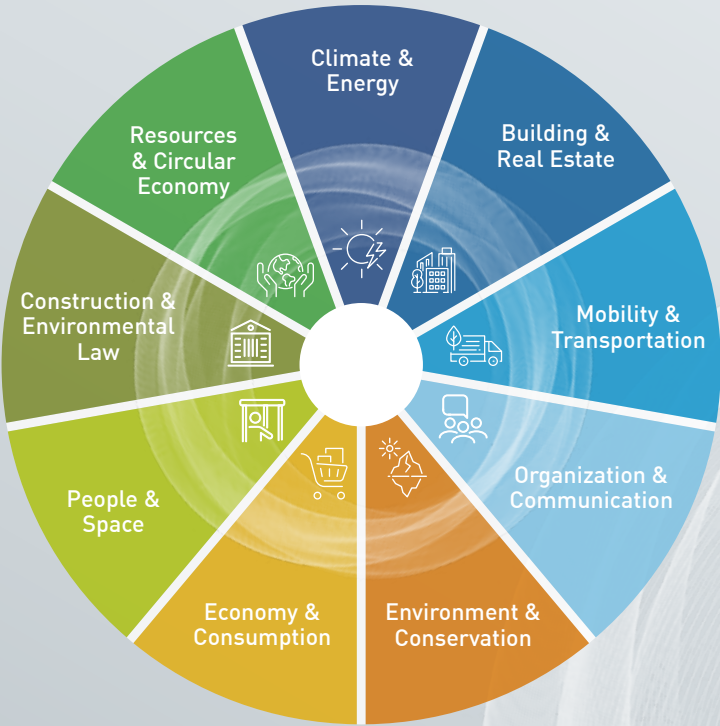 Climate &
Energy
Building &
Real Estate
Mobility &
Transportation
Organization &
Communication
Environment &
Conservation
Economy &
Consumption
People &
Space
Construction &
Environmental
Law
Resources
& Circular
Economy